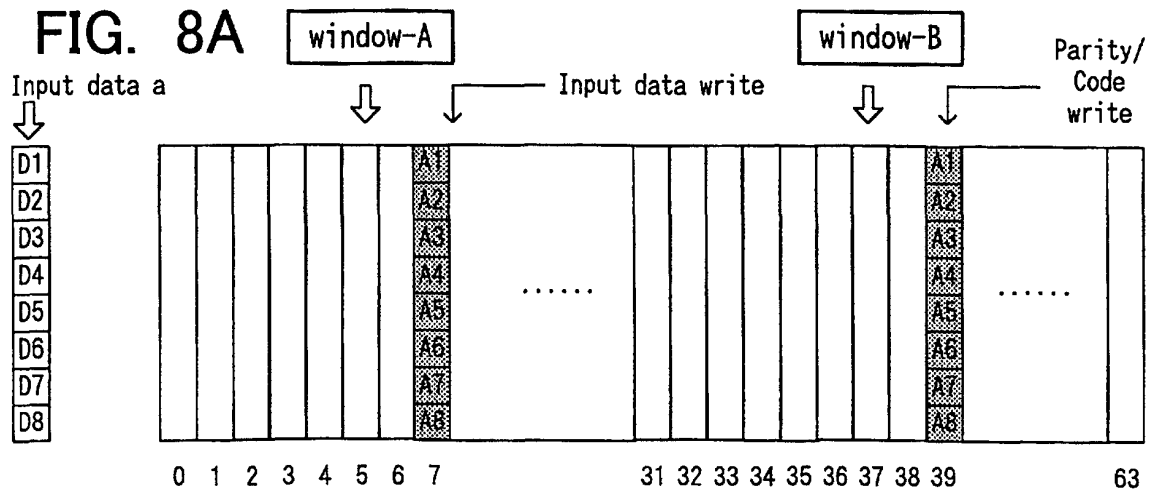 FIG. 8A
window-A
window-B
Parity/
Code
write
Input data a
Input data write
D1
D2
D3
D4
D5
D6
D7
D8
A1
A2
A3
A4
A5
A6
A7
A8
......
A1
A2
A3
A4
A5
A6
A7
A8
......
0 1 2 3 4 5 6 7 31 32 33 34 35 36 37 38 39 63